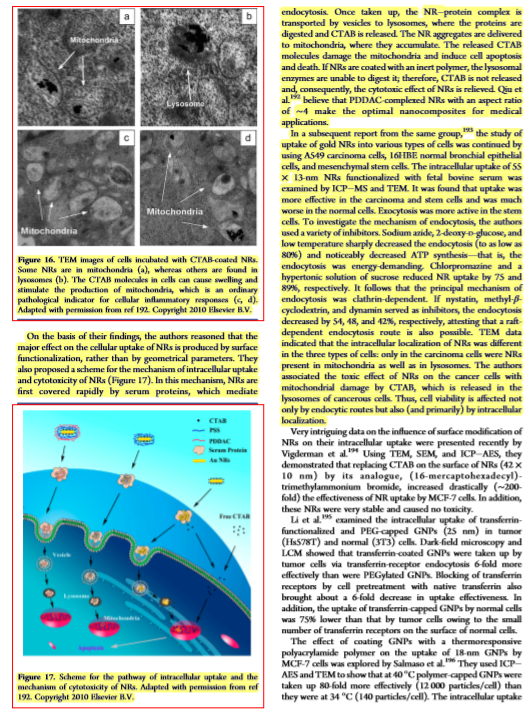 a
Mitochondria
b
Lysosome
c
Mitochondria
d
Mitochondria
Figure 16. TEM images of cells incubated with CTAB-coated NRs.
Some NRs are in mitochondria (a), whereas others are found in
lysosomes (b). The CTAB molecules in cells can cause swelling and
stimulate the production of mitochondria, which is an ordinary
pathological indicator for cellular inflammatory responses (c, d).
Adapted with permission from ref 192. Copyright 2010 Elsevier B.V.
On the basis of their findings, the authors reasoned that the
major effect on the cellular uptake of NRs is produced by surface
functionalization, rather than by geometrical parameters. They
also proposed a scheme for the mechanism of intracellular uptake
and cytotoxicity of NRs (Figure 17). In this mechanism, NRs are
first covered rapidly by serum proteins, which mediate
CTAB
PSS
PDDAC
Serum Protein
Au NRs
Free CTAB
Vesicle
Lysosome
Mitochondria
Apoptosis
Figure 17. Scheme for the pathway of intracellular uptake and the
mechanism of cytotoxicity of NRs. Adapted with permission from ref
192. Copyright 2010 Elsevier B.V.
endocytosis. Once taken up, the NR−protein complex is
transported by vesicles to lysosomes, where the proteins are
digested and CTAB is released. The NR aggregates are delivered
to mitochondria, where they accumulate. The released CTAB
molecules damage the mitochondria and induce cell apoptosis
and death. If NRs are coated with an inert polymer, the lysosomal
enzymes are unable to digest it; therefore, CTAB is not released
and, consequently, the cytotoxic effect of NRs is relieved. Qiu et
al.192 believe that PDDAC-complexed NRs with an aspect ratio
of ~4 make the optimal nanocomposites for medical
applications.
In a subsequent report from the same group,193 the study of
uptake of gold NRs into various types of cells was continued by
using A549 carcinoma cells, 16HBE normal bronchial epithelial
cells, and mesenchymal stem cells. The intracellular uptake of 55
× 13-nm NRs functionalized with fetal bovine serum was
examined by ICP−MS and TEM. It was found that uptake was
more effective in the carcinoma and stem cells and was much
worse in the normal cells. Exocytosis was more active in the stem
cells. To investigate the mechanism of endocytosis, the authors
used a variety of inhibitors. Sodium azide, 2-deoxy-D-glucose, and
low temperature sharply decreased the endocytosis (to as low as
80%) and noticeably decreased ATP synthesis—that is, the
endocytosis was energy-demanding. Chlorpromazine and a
hypertonic solution of sucrose reduced NR uptake by 75 and
89%, respectively. It follows that the principal mechanism of
endocytosis was clathrin-dependent. If nystatin, methyl-β-
cyclodextrin, and dynamin served as inhibitors, the endocytosis
decreased by 54, 48, and 42%, respectively, attesting that a raft-
dependent endocytosis route is also possible. TEM data
indicated that the intracellular localization of NRs was different
in the three types of cells: only in the carcinoma cells were NRs
present in mitochondria as well as in lysosomes. The authors
associated the toxic effect of NRs on the cancer cells with
mitochondrial damage by CTAB, which is released in the
lysosomes of cancerous cells. Thus, cell viability is affected not
only by endocytic routes but also (and primarily) by intracellular
localization.
Very intriguing data on the influence of surface modification of
NRs on their intracellular uptake were presented recently by
Vigderman et al.194 Using TEM, SEM, and ICP−AES, they
demonstrated that replacing CTAB on the surface of NRs (42 ×
10 nm) by its analogue, (16-mercaptohexadecyl)-
trimethylammonium bromide, increased drastically (~200-
fold) the effectiveness of NR uptake by MCF-7 cells. In addition,
these NRs were very stable and caused no toxicity.
Li et al.195 examined the intracellular uptake of transferrin-
functionalized and PEG-capped GNPs (25 nm) in tumor
(Hs578T) and normal (3T3) cells. Dark-field microscopy and
LCM showed that transferrin-coated GNPs were taken up by
tumor cells via transferrin-receptor endocytosis 6-fold more
effectively than were PEGylated GNPs. Blocking of transferrin
receptors by cell pretreatment with native transferrin also
brought about a 6-fold decrease in uptake effectiveness. In
addition, the uptake of transferrin-capped GNPs by normal cells
was 75% lower than that by tumor cells owing to the small
number of transferrin receptors on the surface of normal cells.
The effect of coating GNPs with a thermoresponsive
polyacrylamide polymer on the uptake of 18-nm GNPs by
MCF-7 cells was explored by Salmaso et al.196 They used ICP−
AES and TEM to show that at 40 °C polymer-capped GNPs were
taken up 80-fold more effectively (12 000 particles/cell) than
they were at 34 °C (140 particles/cell). The intracellular uptake